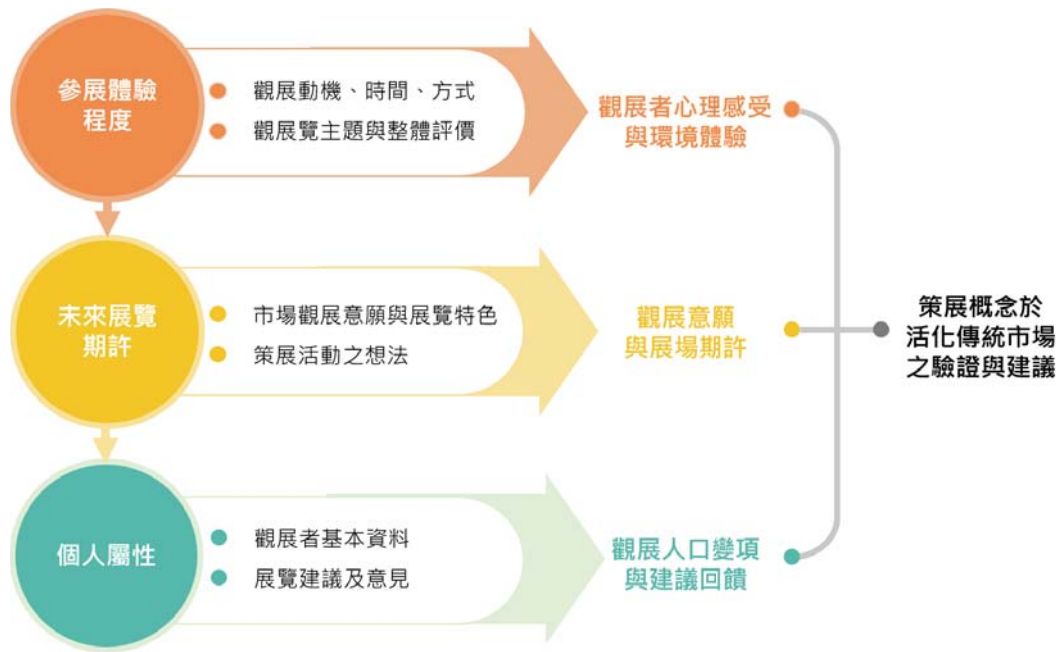 參展體驗
程度
觀展動機、時間、方式
觀展覽主題與整體評價
觀展者心理感受
與環境體驗
未來展覽
期許
市場觀展意願與展覽特色
策展活動之想法
觀展意願
與展場期許
策展概念於
活化傳統市場
之驗證與建議
個人屬性
觀展者基本資料
展覽建議及意見
觀展人口變項
與建議回饋